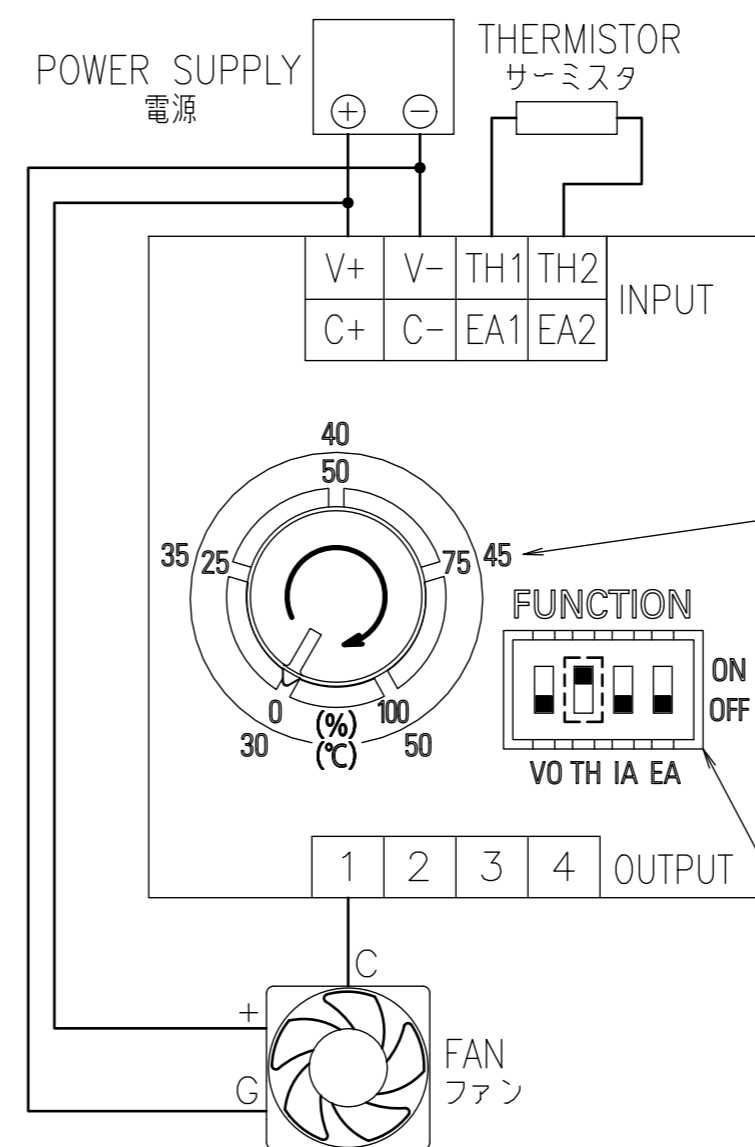 POWER SUPPLY
電源
+ −
THERMISTOR
サーミスタ
V+ V− TH1 TH2
C+ C− EA1 EA2
INPUT
40
50
35 25 75 45
0 (%) 100
30 (℃) 50
FUNCTION
ON
OFF
VO TH IA EA
1 2 3 4 OUTPUT
C
+
G
FAN
ファン